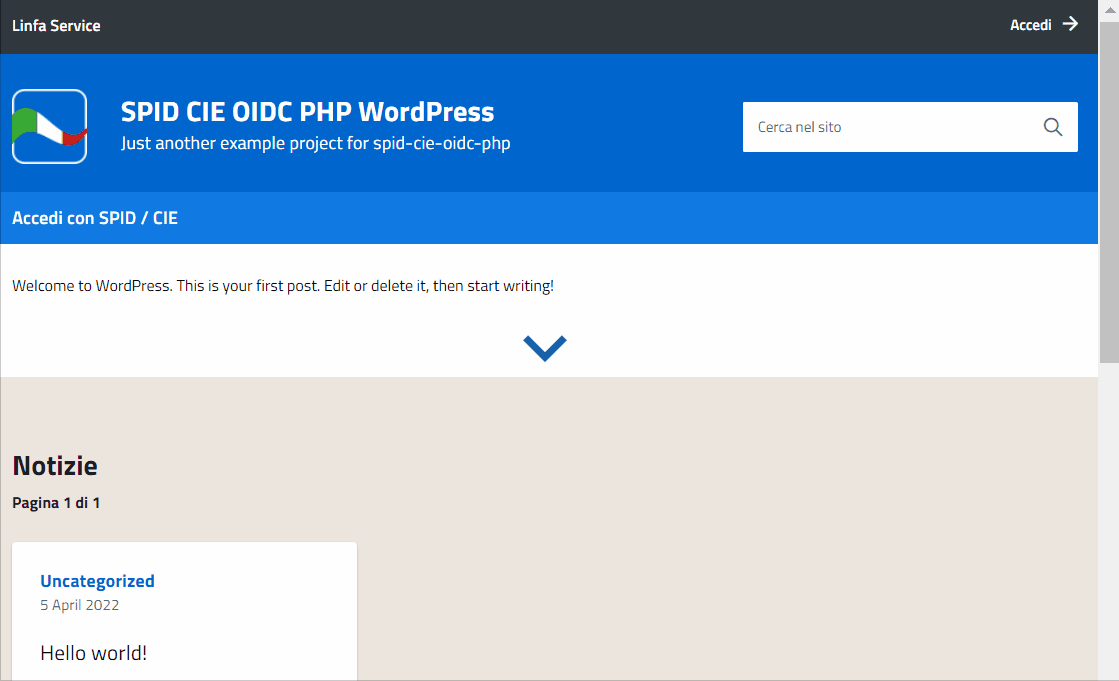 Linfa Service
Accedi
SPID CIE OIDC PHP WordPress
Just another example project for spid-cie-oidc-php
Cerca nel sito
Accedi con SPID / CIE
Welcome to WordPress. This is your first post. Edit or delete it, then start writing!
Notizie
Pagina 1 di 1
Uncategorized
5 April 2022
Hello world!